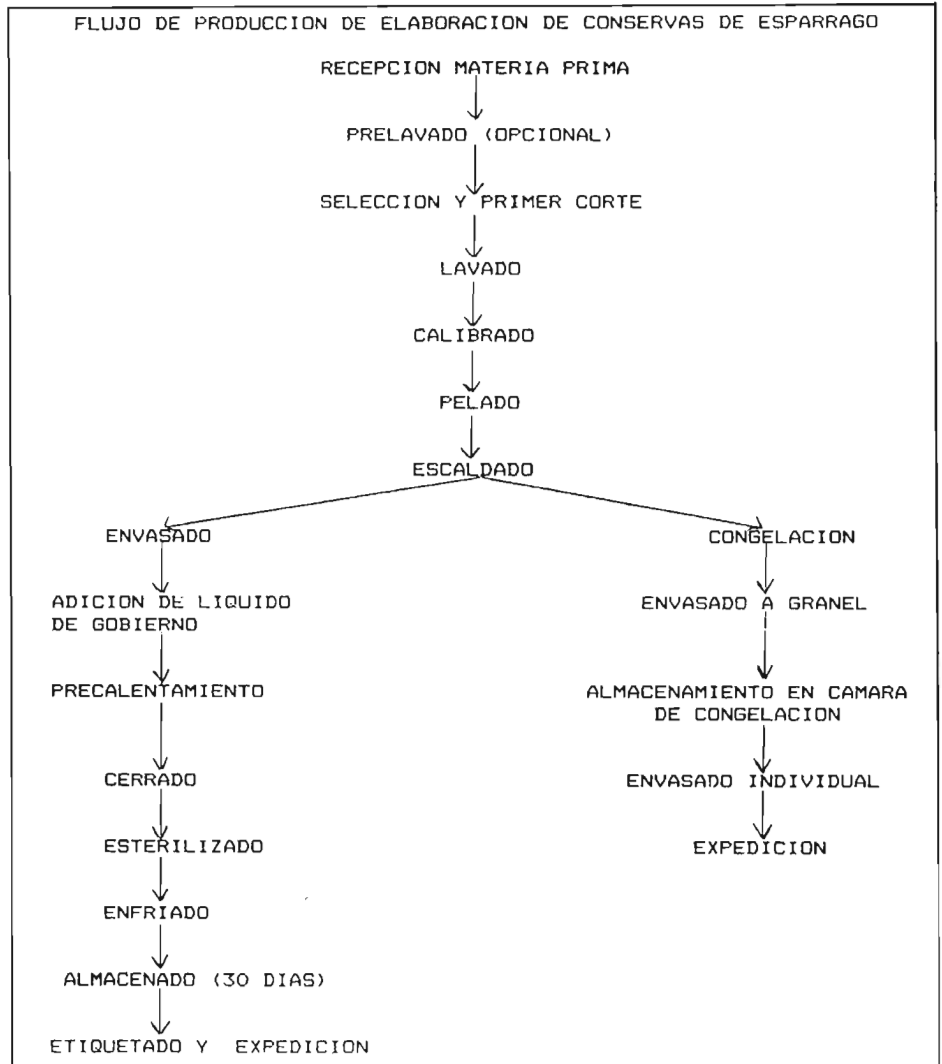 FLUJO DE PRODUCCION DE ELABORACION DE CONSERVAS DE ESPARRAGO
RECEPCION MATERIA PRIMA
PRELAVADO (OPCIONAL)
SELECCION Y PRIMER CORTE
LAVADO
CALIBRADO
PELADO
ESCALDADO
ENVASADO
ADICION DE LIQUIDO
DE GOBIERNO
PRECALENTAMIENTO
CERRADO
ESTERILIZADO
ENFRIADO
ALMACENADO (30 DIAS)
ETIQUETADO Y EXPEDICION
CONGELACION
ENVASADO A GRANEL
ALMACENAMIENTO EN CAMARA
DE CONGELACION
ENVASADO INDIVIDUAL
EXPEDICION